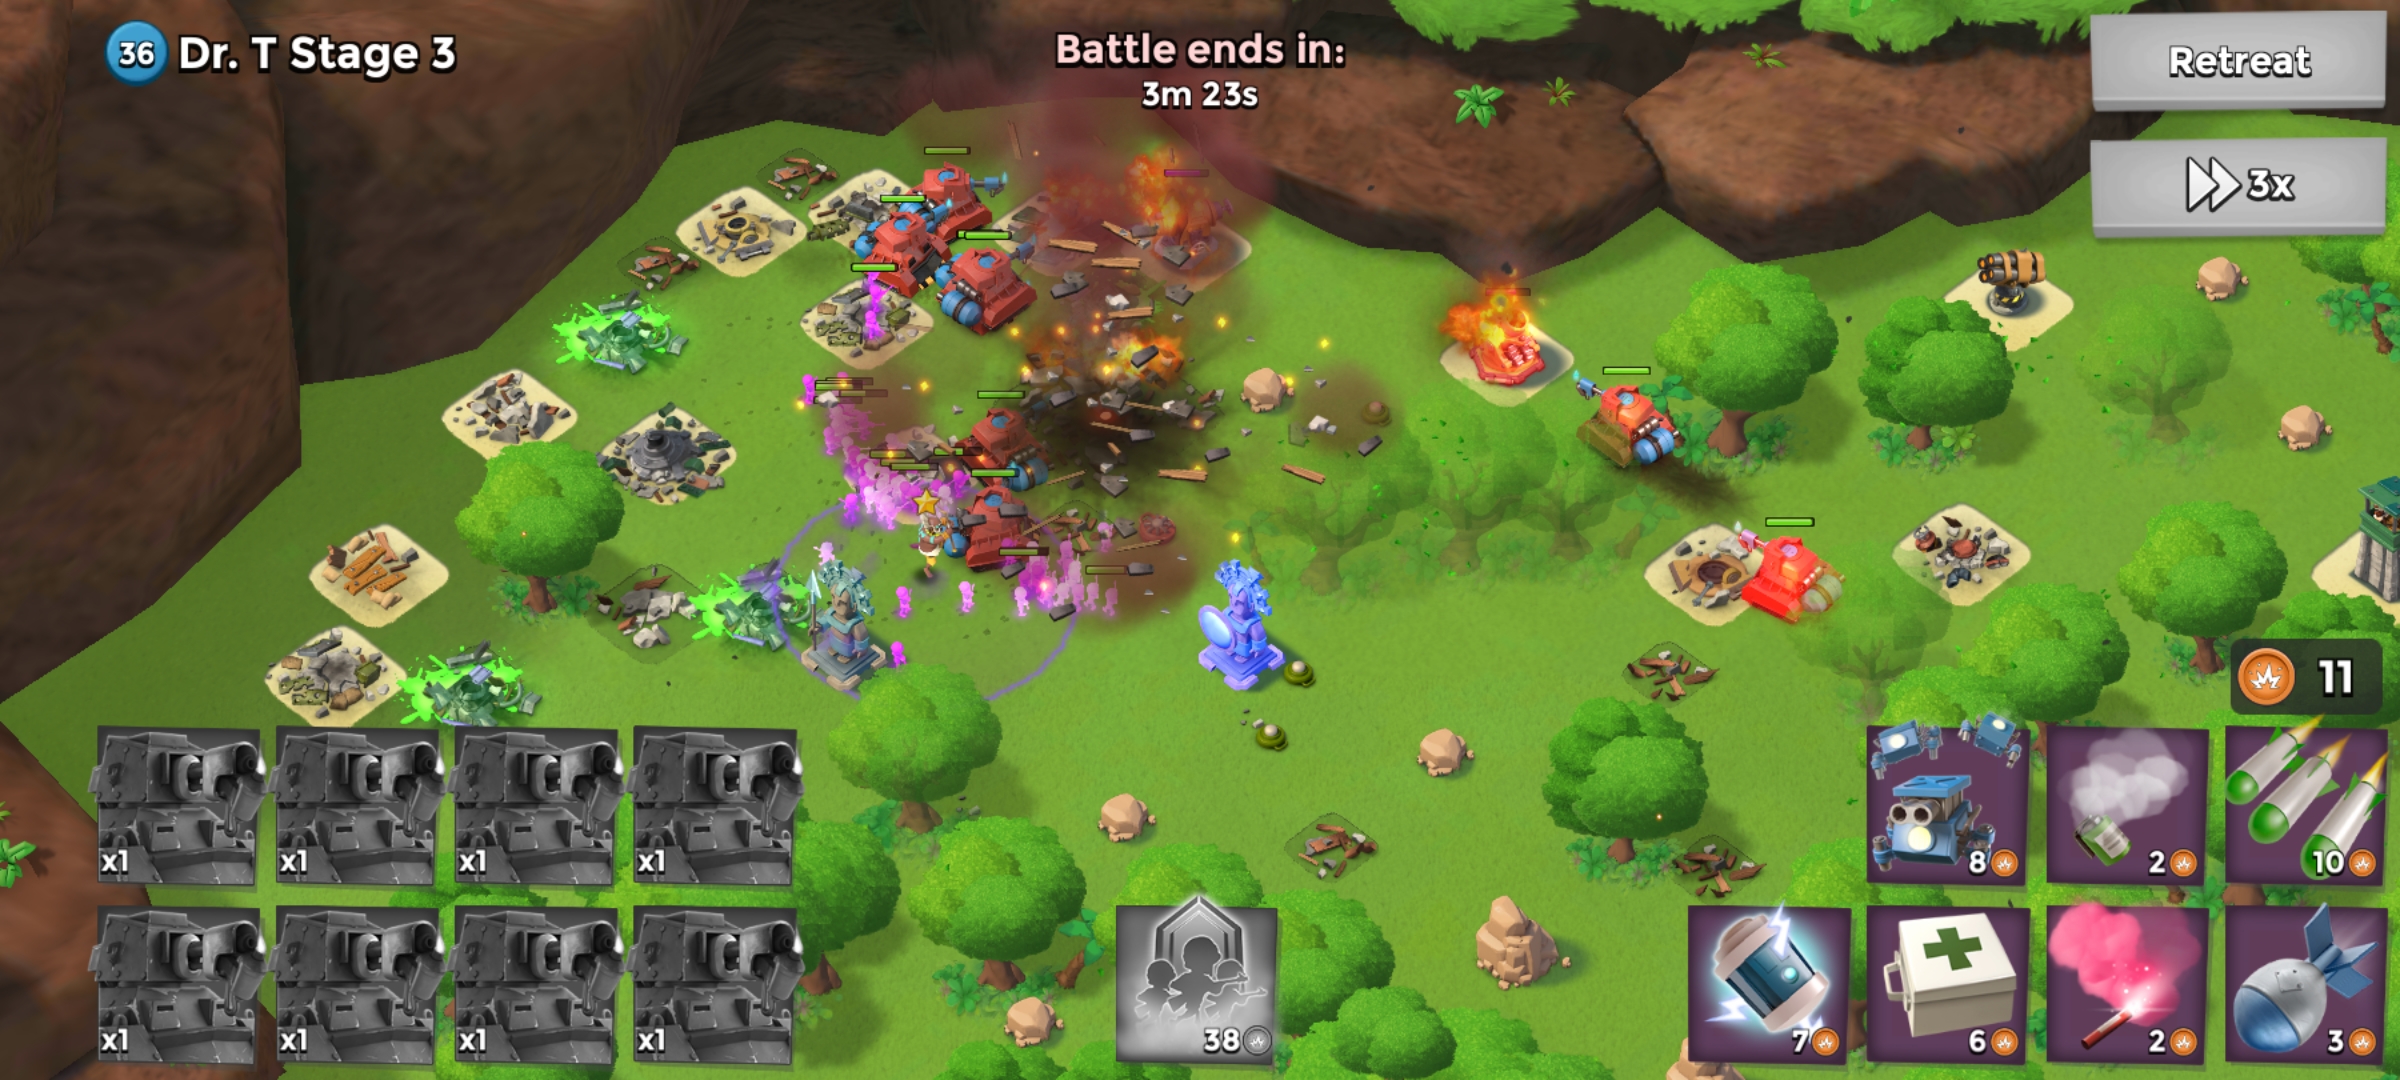 36 Dr. T Stage 3
Battle ends in:
3m 23s
Retreat
3x
11
x1 x1 x1 x1
8 2 10
x1 x1 x1 x1
38
7 6 2 3